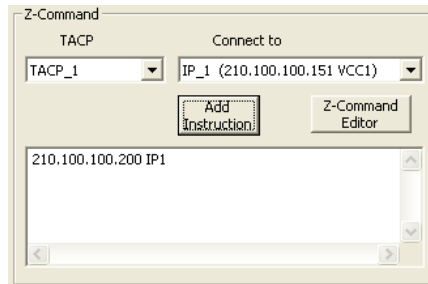 Z-Command
TACP Connect to
TACP_1 IP_1 (210.100.100.151 VCC1)
Add Instruction
Z-Command Editor
210.100.100.200 IP1